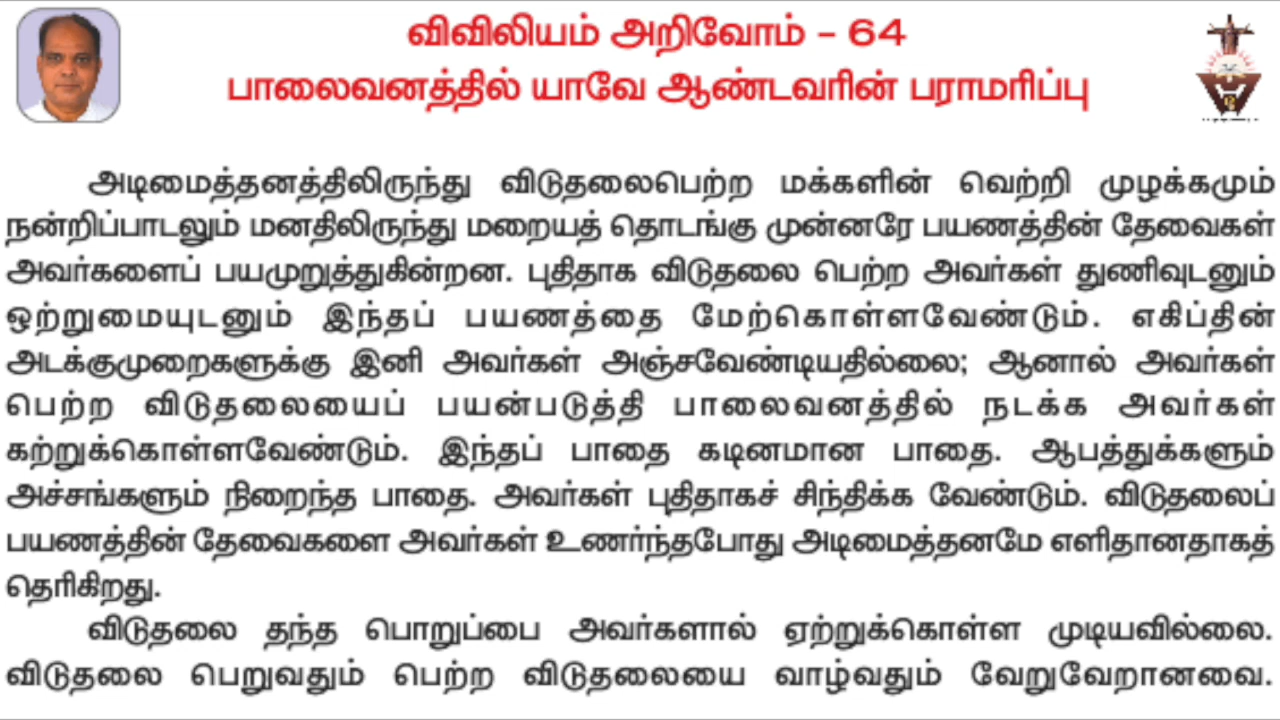 விவிலியம் அறிவோம் – 64
பாலைவனத்தில் யாவே ஆண்டவரின் பராமரிப்பு
அடிமைத்தனத்திலிருந்து விடுதலைபெற்ற மக்களின் வெற்றி முழக்கமும்
நன்றிப்பாடலும் மனதிலிருந்து மறையத் தொடங்கு முன்னரே பயணத்தின் தேவைகள்
அவர்களைப் பயமுறுத்துகின்றன. புதிதாக விடுதலை பெற்ற அவர்கள் துணிவுடனும்
ஒற்றுமையுடனும் இந்தப் பயணத்தை மேற்கொள்ளவேண்டும். எகிப்தின்
அடக்குமுறைகளுக்கு இனி அவர்கள் அஞ்சவேண்டியதில்லை; ஆனால் அவர்கள்
பெற்ற விடுதலையைப் பயன்படுத்தி பாலைவனத்தில் நடக்க அவர்கள்
கற்றுக்கொள்ளவேண்டும். இந்தப் பாதை கடினமான பாதை. ஆபத்துக்களும்
அச்சங்களும் நிறைந்த பாதை. அவர்கள் புதிதாகச் சிந்திக்க வேண்டும். விடுதலைப்
பயணத்தின் தேவைகளை அவர்கள் உணர்ந்தபோது அடிமைத்தனமே எளிதானதாகத்
தெரிகிறது.
விடுதலை தந்த பொறுப்பை அவர்களால் ஏற்றுக்கொள்ள முடியவில்லை.
விடுதலை பெறுவதும் பெற்ற விடுதலையை வாழ்வதும் வேறுவேறானவை.